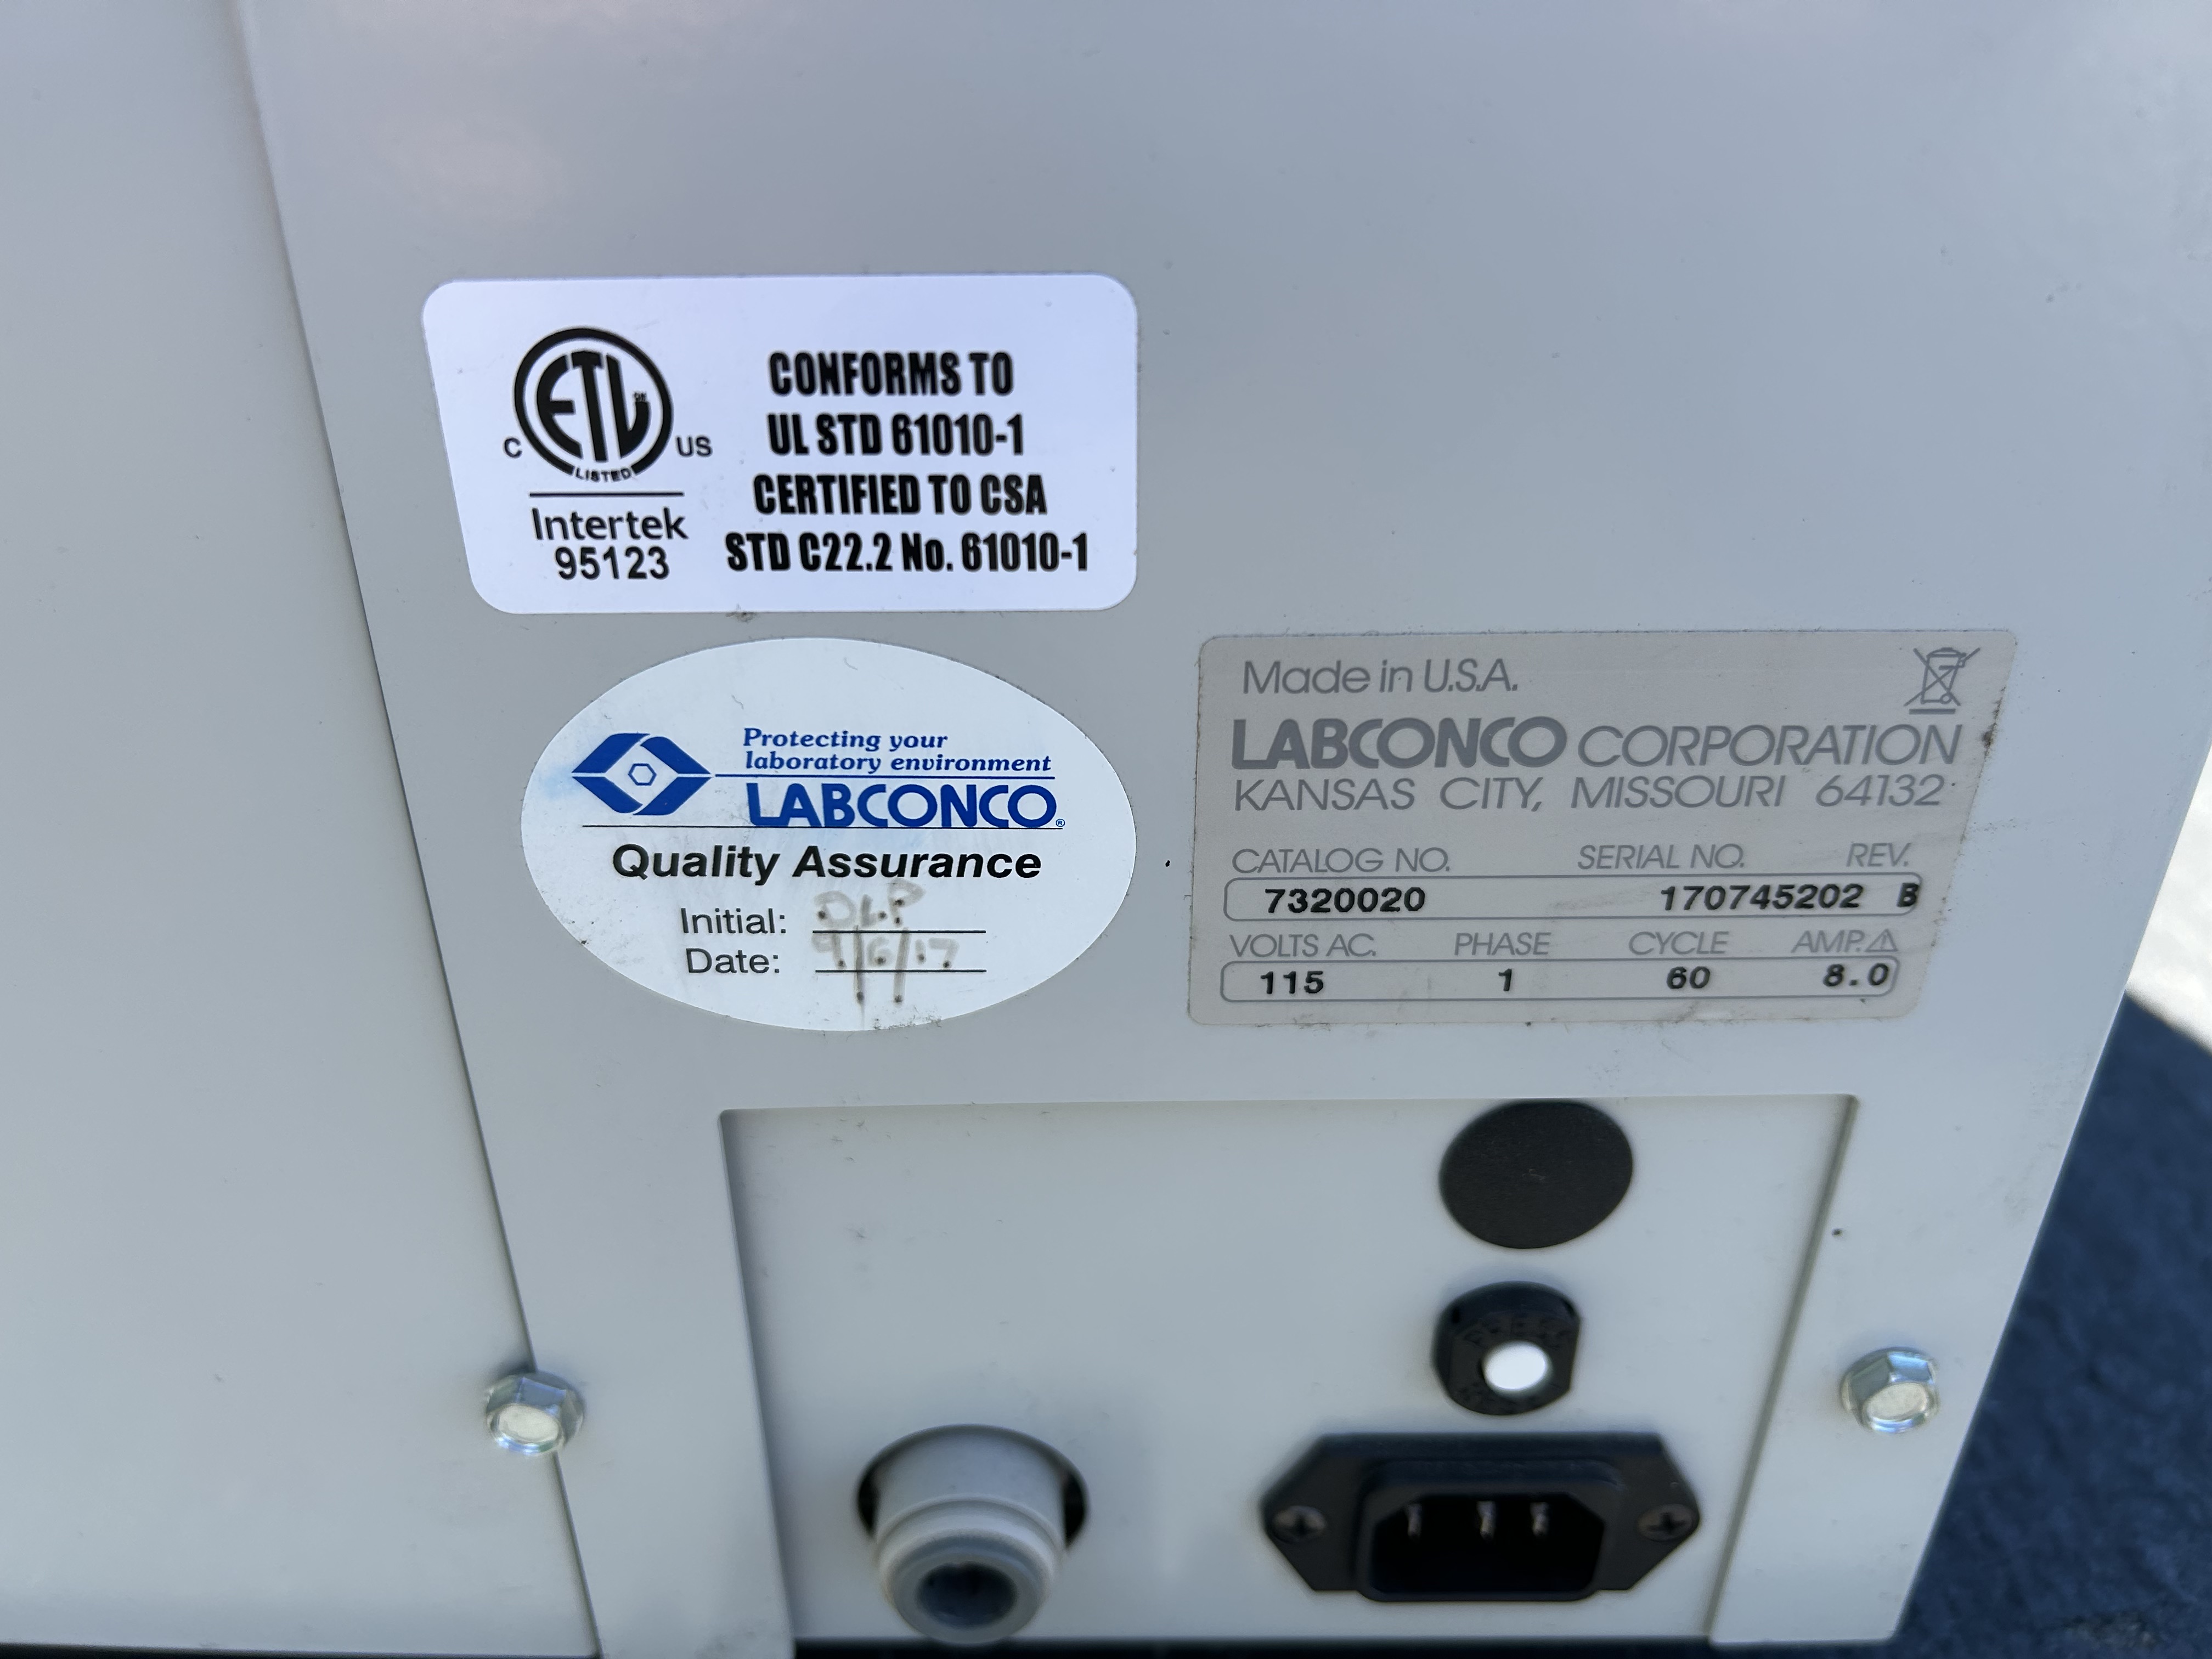 ETL
CM
C
US
LISTED
Intertek
95123
CONFORMS TO
UL STD 61010-1
CERTIFIED TO CSA
STD C22.2 No. 61010-1
Protecting your
laboratory environment
LABCONCO®
Quality Assurance
Initial: DLP
Date: 9/6/17
Made in U.S.A.
LABCONCO CORPORATION
KANSAS CITY, MISSOURI 64132
CATALOG NO. SERIAL NO. REV.
7320020 170745202 B
VOLTS AC. PHASE CYCLE AMP.⚠
115 1 60 8.0